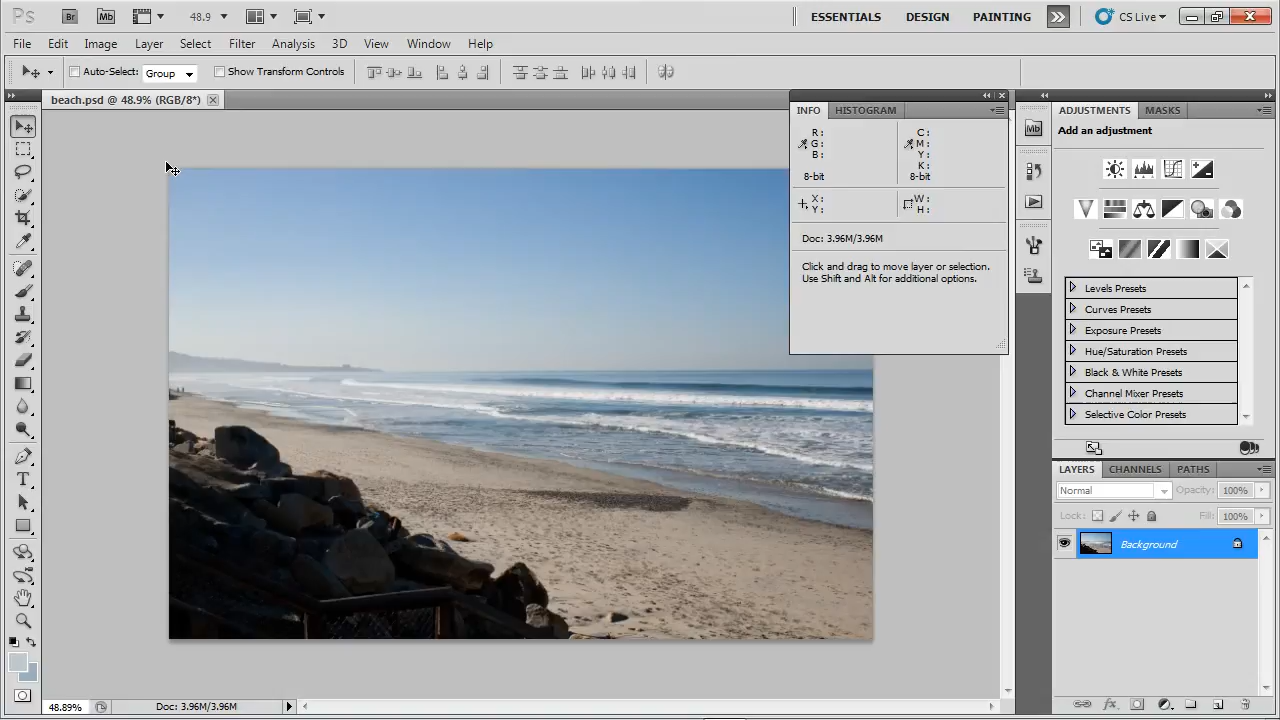 Ps Br Mb 48.9 ESSENTIALS DESIGN PAINTING CS Live
File Edit Image Layer Select Filter Analysis 3D View Window Help
Auto-Select: Group Show Transform Controls
beach.psd @ 48.9% (RGB/8*)
INFO HISTOGRAM
R:
G:
B:
8-bit
C:
M:
Y:
K:
8-bit
X:
Y:
W:
H:
Doc: 3.96M/3.96M
Click and drag to move layer or selection.
Use Shift and Alt for additional options.
Mb
ADJUSTMENTS MASKS
Add an adjustment
Levels Presets
Curves Presets
Exposure Presets
Hue/Saturation Presets
Black & White Presets
Channel Mixer Presets
Selective Color Presets
LAYERS CHANNELS PATHS
Normal Opacity: 100%
Lock: Fill: 100%
Background
T
fx
48.89% Doc: 3.96M/3.96M